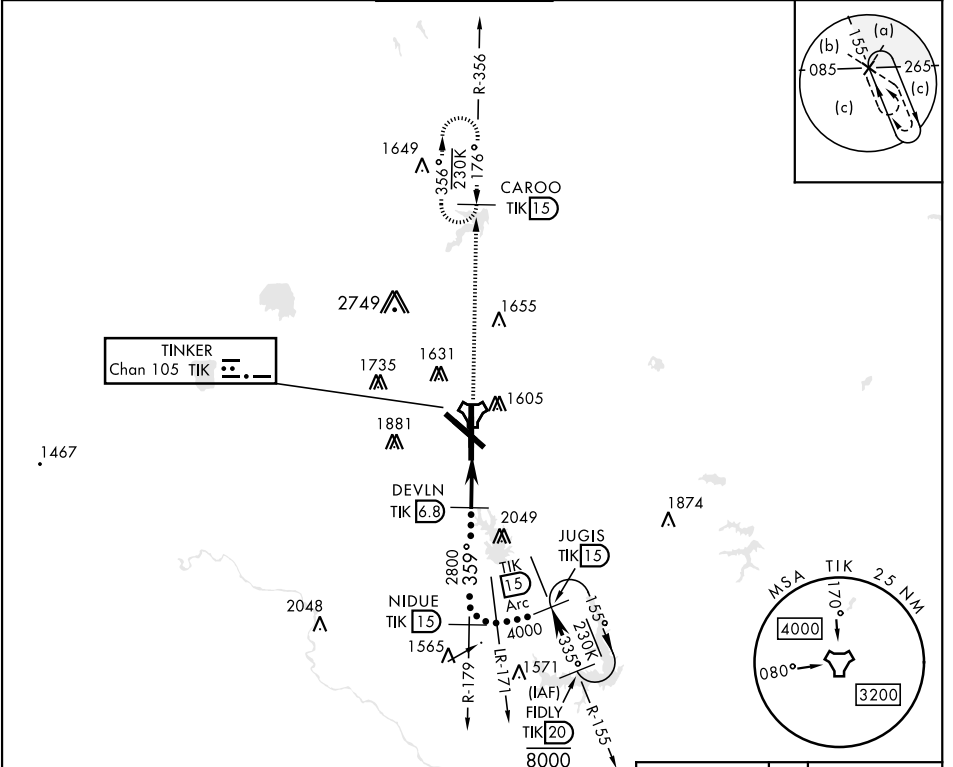 R-356
(a)
(b)
155
085
265
(c)
(c)
1649
356°
230K
176°
CAROO
TIK 15
2749
1655
TINKER
Chan 105 TIK
1735
1631
1605
1881
1467
DEVLN
TIK 6.8
2049
1874
JUGIS
TIK 15
2800
359°
TIK
15
Arc
4000
NIDUE
TIK 15
2048
1565
155°
230K
335°
1571
R-179
LR-171
(IAF)
FIDLY
TIK 20
8000
R-155
MSA TIK 25 NM
170°
4000
080°
3200